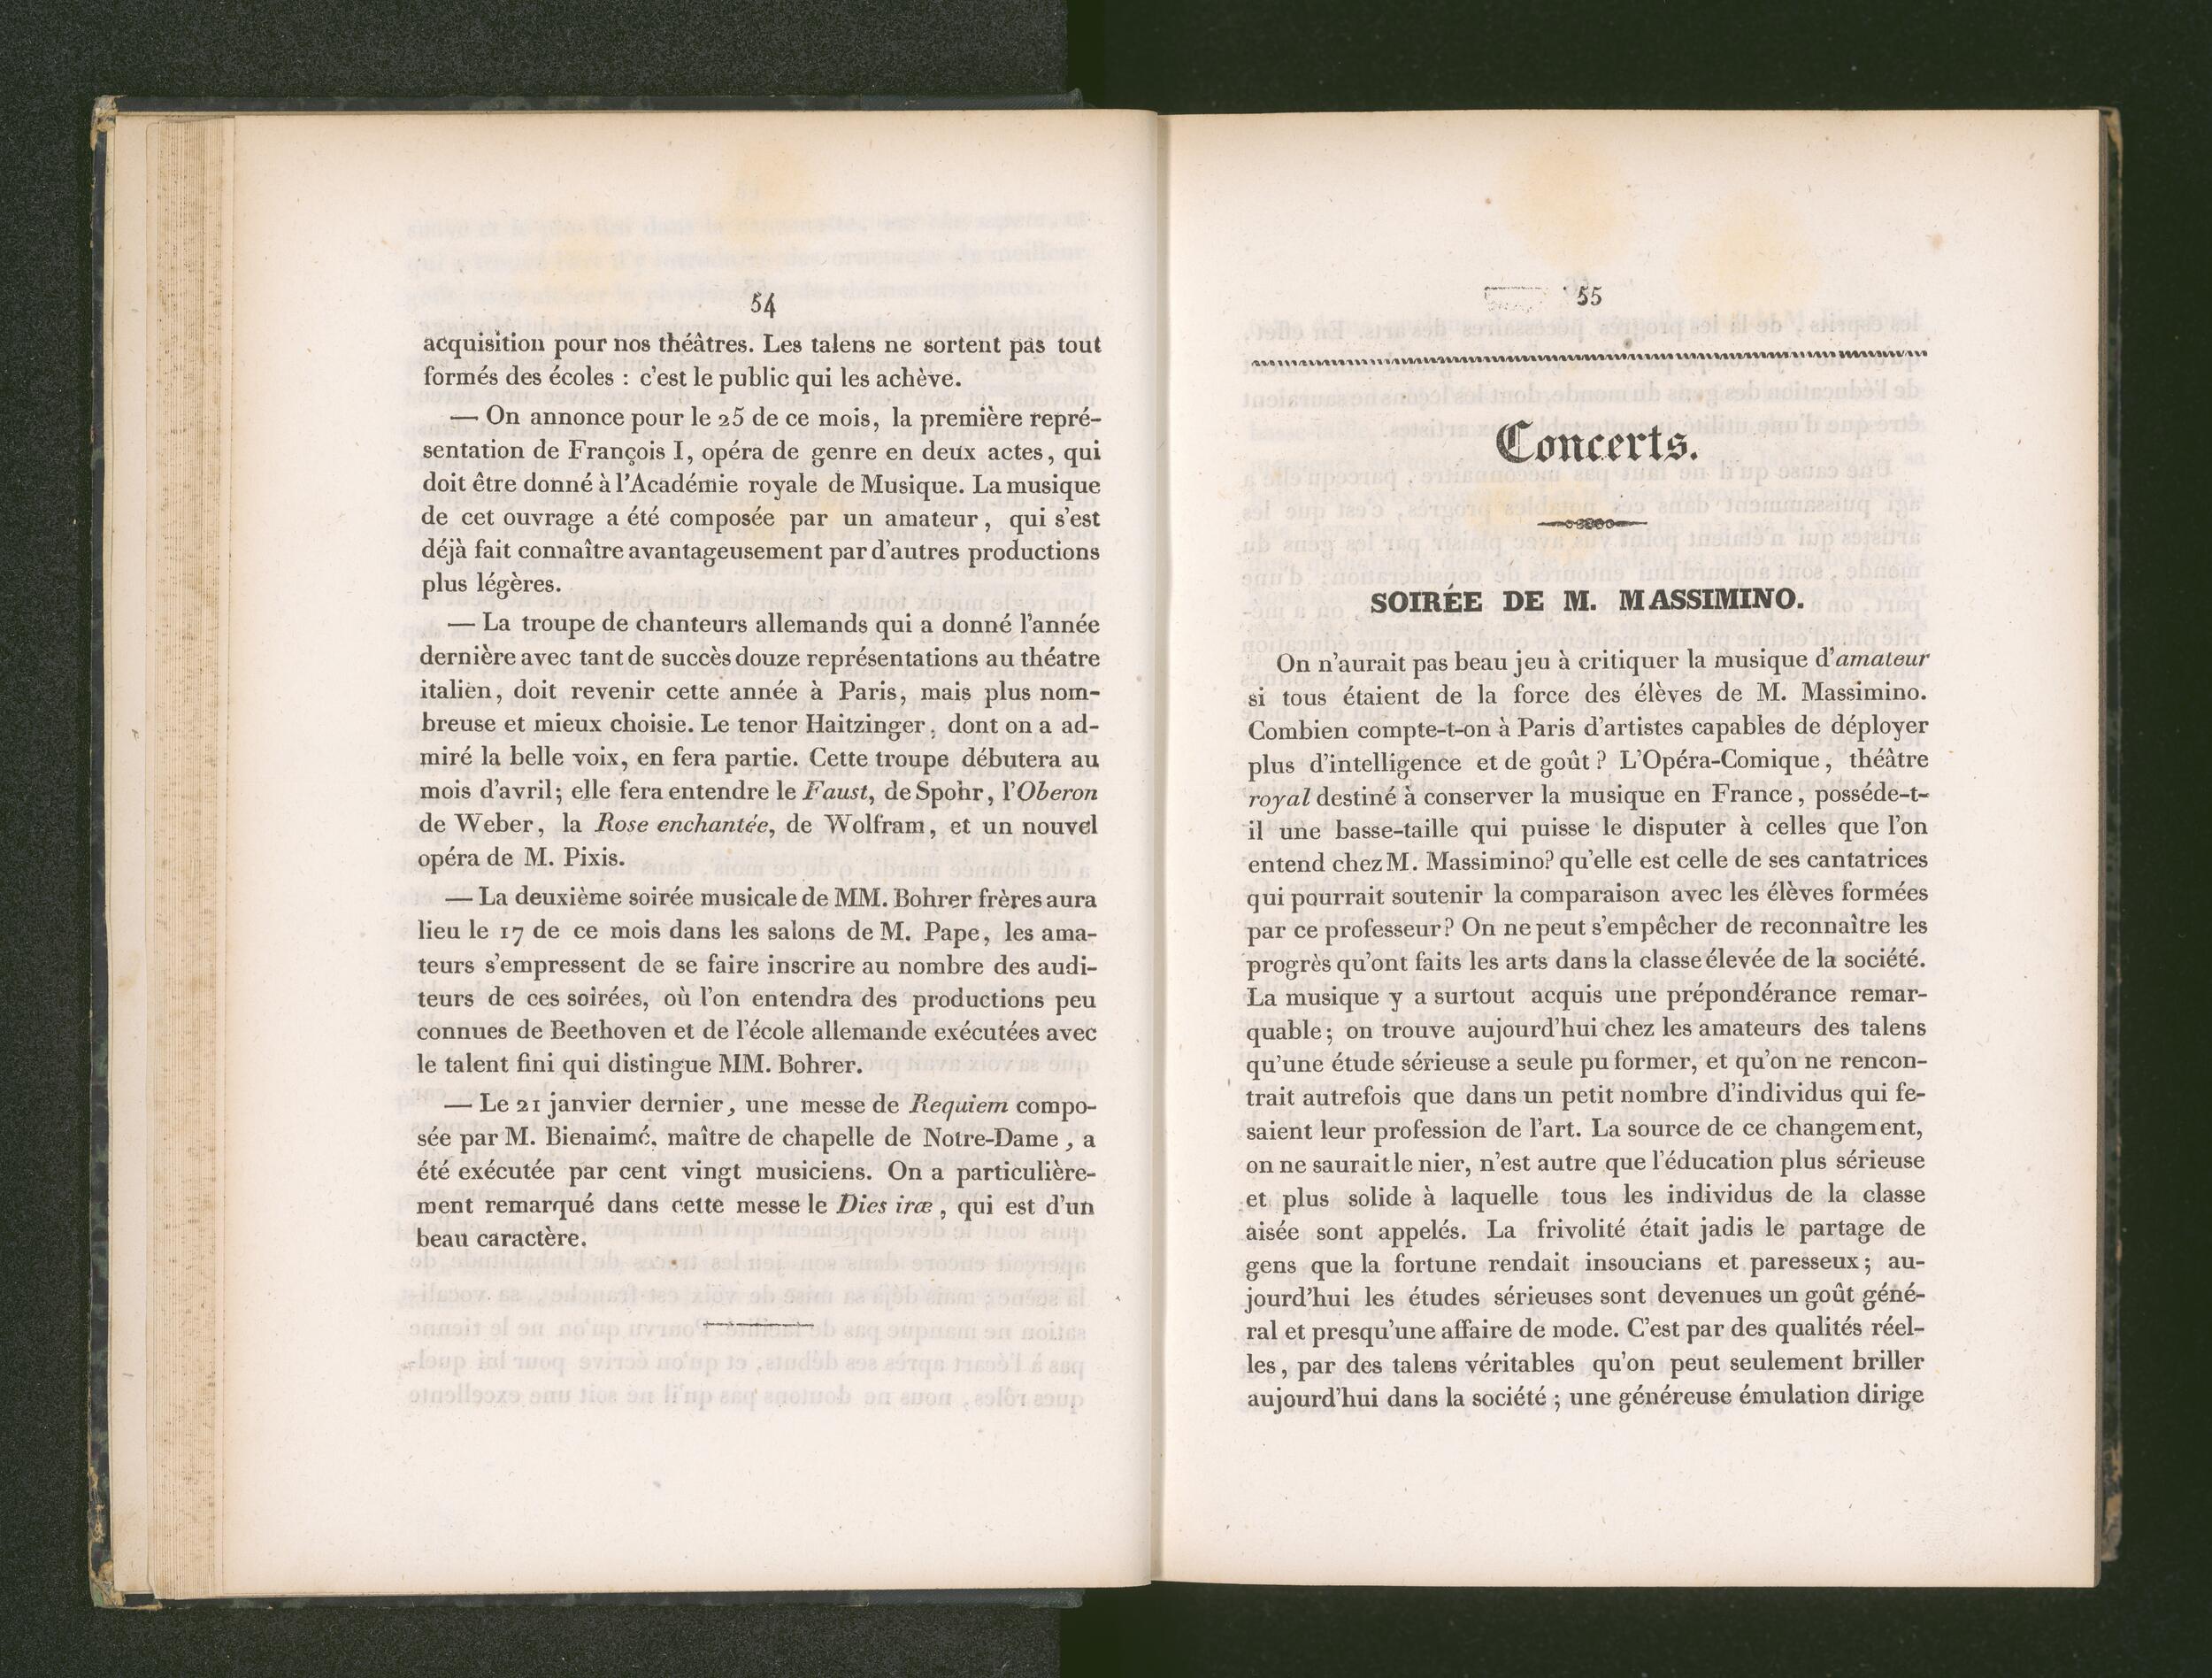 54
acquisition pour nos théâtres. Les talens ne sortent pas tout
formés des écoles : c'est le public qui les achève.
— On annonce pour le 25 de ce mois, la première repré-
sentation de François I, opéra de genre en deux actes, qui
doit être donné à l'Académie royale de Musique. La musique
de cet ouvrage a été composée par un amateur, qui s'est
déjà fait connaître avantageusement par d'autres productions
plus légères.
— La troupe de chanteurs allemands qui a donné l'année
dernière avec tant de succès douze représentations au théatre
italien, doit revenir cette année à Paris, mais plus nom-
breuse et mieux choisie. Le tenor Haitzinger, dont on a ad-
miré la belle voix, en fera partie. Cette troupe débutera au
mois d'avril; elle fera entendre le Faust, de Spohr, l'Oberon
de Weber, la Rose enchantée, de Wolfram, et un nouvel
opéra de M. Pixis.
— La deuxième soirée musicale de MM. Bohrer frères aura
lieu le 17 de ce mois dans les salons de M. Pape, les ama-
teurs s'empressent de se faire inscrire au nombre des audi-
teurs de ces soirées, où l'on entendra des productions peu
connues de Beethoven et de l'école allemande exécutées avec
le talent fini qui distingue MM. Bohrer.
— Le 21 janvier dernier, une messe de Requiem compo-
sée par M. Bienaimé, maître de chapelle de Notre-Dame, a
été exécutée par cent vingt musiciens. On a particulière-
ment remarqué dans cette messe le Dies iræ, qui est d'un
beau caractère.
55
Concerts.
SOIRÉE DE M. MASSIMINO.
On n'aurait pas beau jeu à critiquer la musique d'amateur
si tous étaient de la force des élèves de M. Massimino.
Combien compte-t-on à Paris d'artistes capables de déployer
plus d'intelligence et de goût ? L'Opéra-Comique, théâtre
royal destiné à conserver la musique en France, posséde-t-
il une basse-taille qui puisse le disputer à celles que l'on
entend chez M. Massimino? qu'elle est celle de ses cantatrices
qui pourrait soutenir la comparaison avec les élèves formées
par ce professeur? On ne peut s'empêcher de reconnaître les
progrès qu'ont faits les arts dans la classe élevée de la société.
La musique y a surtout acquis une prépondérance remar-
quable; on trouve aujourd'hui chez les amateurs des talens
qu'une étude sérieuse a seule pu former, et qu'on ne rencon-
trait autrefois que dans un petit nombre d'individus qui fe-
saient leur profession de l'art. La source de ce changement,
on ne saurait le nier, n'est autre que l'éducation plus sérieuse
et plus solide à laquelle tous les individus de la classe
aisée sont appelés. La frivolité était jadis le partage de
gens que la fortune rendait insoucians et paresseux; au-
jourd'hui les études sérieuses sont devenues un goût géné-
ral et presqu'une affaire de mode. C'est par des qualités réel-
les, par des talens véritables qu'on peut seulement briller
aujourd'hui dans la société ; une généreuse émulation dirige